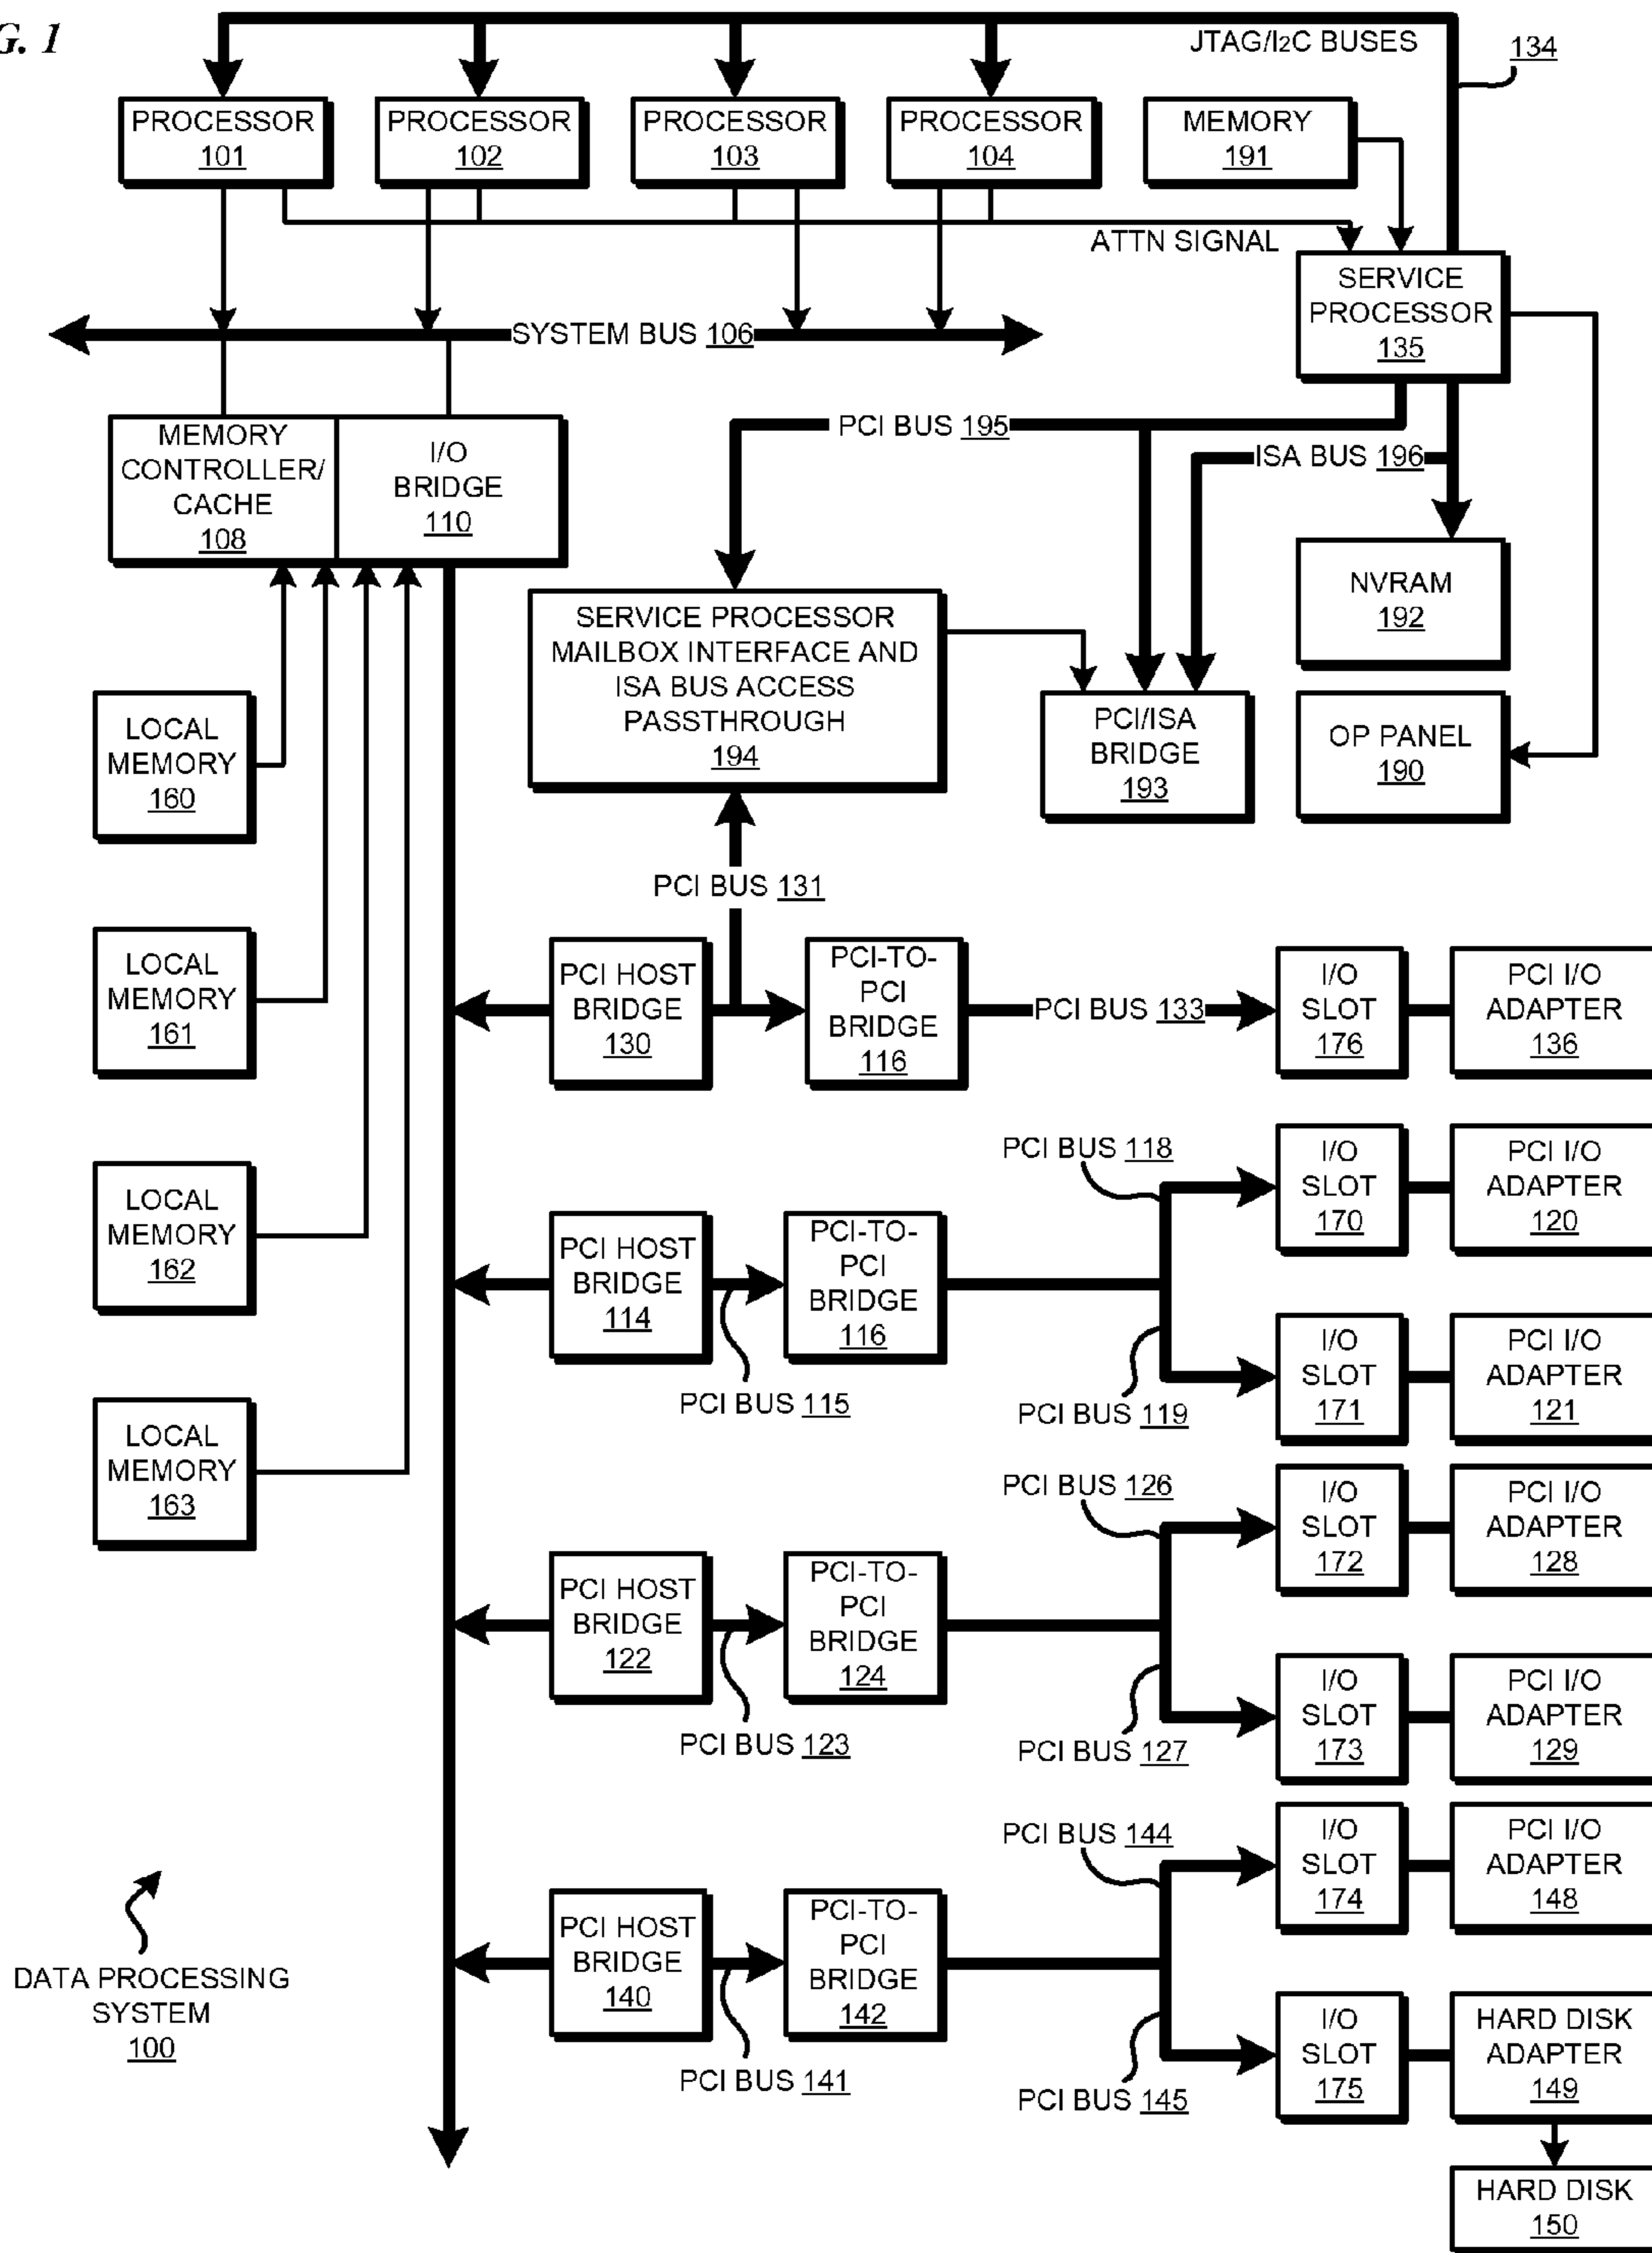 G. 1
JTAG/I2C BUSES
134
PROCESSOR
101
PROCESSOR
102
PROCESSOR
103
PROCESSOR
104
MEMORY
191
ATTN SIGNAL
SERVICE
PROCESSOR
135
SYSTEM BUS 106
MEMORY
CONTROLLER/
CACHE
108
I/O
BRIDGE
110
PCI BUS 195
ISA BUS 196
NVRAM
192
SERVICE PROCESSOR
MAILBOX INTERFACE AND
ISA BUS ACCESS
PASSTHROUGH
194
PCI/ISA
BRIDGE
193
OP PANEL
190
LOCAL
MEMORY
160
LOCAL
MEMORY
161
LOCAL
MEMORY
162
LOCAL
MEMORY
163
PCI BUS 131
PCI HOST
BRIDGE
130
PCI-TO-
PCI
BRIDGE
116
PCI BUS 133
I/O
SLOT
176
PCI I/O
ADAPTER
136
PCI HOST
BRIDGE
114
PCI BUS 115
PCI-TO-
PCI
BRIDGE
116
PCI BUS 118
I/O
SLOT
170
PCI I/O
ADAPTER
120
PCI BUS 119
I/O
SLOT
171
PCI I/O
ADAPTER
121
PCI HOST
BRIDGE
122
PCI BUS 123
PCI-TO-
PCI
BRIDGE
124
PCI BUS 126
I/O
SLOT
172
PCI I/O
ADAPTER
128
PCI BUS 127
I/O
SLOT
173
PCI I/O
ADAPTER
129
PCI HOST
BRIDGE
140
PCI BUS 141
PCI-TO-
PCI
BRIDGE
142
PCI BUS 144
I/O
SLOT
174
PCI I/O
ADAPTER
148
PCI BUS 145
I/O
SLOT
175
HARD DISK
ADAPTER
149
HARD DISK
150
DATA PROCESSING
SYSTEM
100